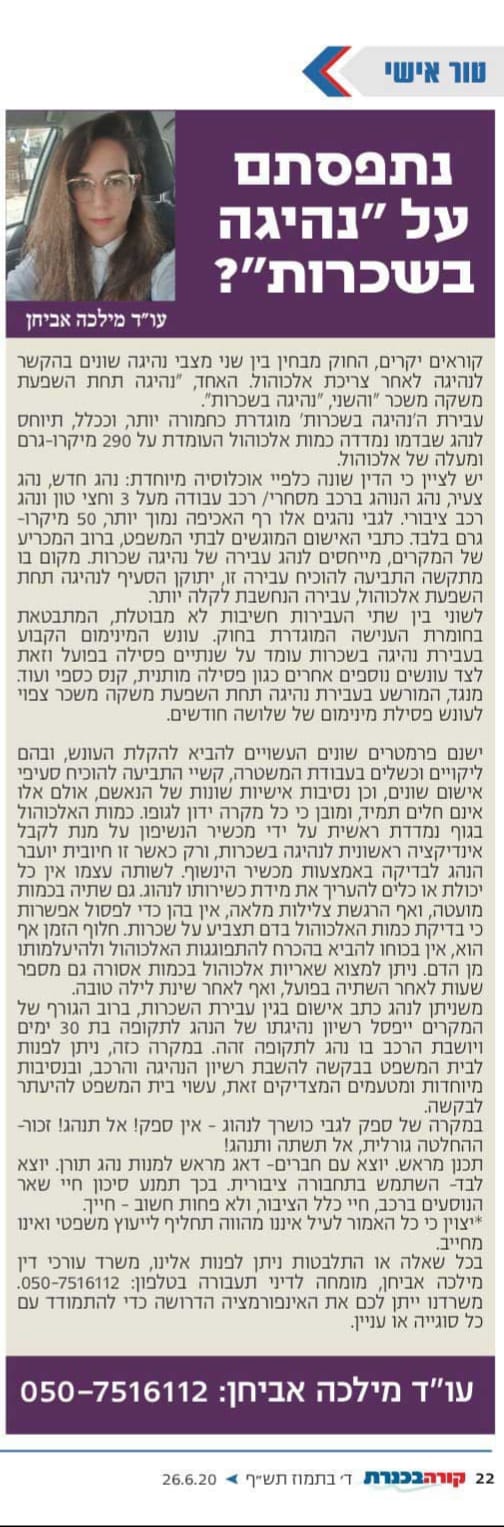 טור אישי
נתפסתם
על "נהיגה
בשכרות"?
עו"ד מילכה אביחן
קוראים יקרים, החוק מבחין בין שני מצבי נהיגה שונים בהקשר
לנהיגה לאחר צריכת אלכוהול. האחד, "נהיגה תחת השפעת
משקה משכר "והשני, "נהיגה בשכרות".
עבירת ה'נהיגה בשכרות' מוגדרת כחמורה יותר, וככלל, תיוחס
לנהג שבדמו נמדדה כמות אלכוהול העומדת על 290 מיקרו-גרם
ומעלה של אלכוהול.
יש לציין כי הדין שונה כלפיי אוכלוסיה מיוחדת: נהג חדש, נהג
צעיר, נהג הנוהג ברכב מסחרי/ רכב עבודה מעל 3 וחצי טון ונהג
רכב ציבורי. לגבי נהגים אלו רף האכיפה נמוך יותר, 50 מיקרו-
גרם בלבד. כתבי האישום המוגשים לבתי המשפט, ברוב המכריע
של המקרים, מייחסים לנהג עבירה של נהיגה שכרות. מקום בו
מתקשה התביעה להוכיח עבירה זו, יתוקן הסעיף לנהיגה תחת
השפעת אלכוהול, עבירה הנחשבת לקלה יותר.
לשוני בין שתי העבירות חשיבות לא מבוטלת, המתבטאת
בחומרת הענישה המוגדרת בחוק. עונש המינימום הקבוע
בעבירת נהיגה בשכרות עומד על שנתיים פסילה בפועל וזאת
לצד עונשים נוספים אחרים כגון פסילה מותנית, קנס כספי ועוד.
מנגד, המורשע בעבירת נהיגה תחת השפעת משקה משכר צפוי
לעונש פסילת מינימום של שלושה חודשים.
ישנם פרמטרים שונים העשויים להביא להקלת העונש, ובהם
ליקויים וכשלים בעבודת המשטרה, קשיי התביעה להוכיח סעיפי
אישום שונים, וכן נסיבות אישיות שונות של הנאשם, אולם אלו
אינם חלים תמיד, ומובן כי כל מקרה ידון לגופו. כמות האלכוהול
בגוף נמדדת ראשית על ידי מכשיר הנשיפון על מנת לקבל
אינדיקציה ראשונית לנהיגה בשכרות, ורק כאשר זו חיובית יועבר
הנהג לבדיקה באמצעות מכשיר הינשוף. לשותה עצמו אין כל
יכולת או כלים להעריך את מידת כשירותו לנהוג. גם שתיה בכמות
מועטה, ואף הרגשת צלילות מלאה, אין בהן כדי לפסול אפשרות
כי בדיקת כמות האלכוהול בדם תצביע על שכרות. חלוף הזמן אף
הוא, אין בכוחו להביא בהכרח להתפוגגות האלכוהול ולהיעלמותו
מן הדם. ניתן למצוא שאריות אלכוהול בכמות אסורה גם מספר
שעות לאחר השתיה בפועל, ואף לאחר שינת לילה טובה.
משניתן לנהג כתב אישום בגין עבירת השכרות, ברוב הגורף של
המקרים ייפסל רשיון נהיגתו של הנהג לתקופה בת 30 ימים
ויושבת הרכב בו נהג לתקופה זהה. במקרה כזה, ניתן לפנות
לבית המשפט בבקשה להשבת רשיון הנהיגה והרכב, ובנסיבות
מיוחדות ומטעמים המצדיקים זאת, עשוי בית המשפט להיעתר
לבקשה.
במקרה של ספק לגבי כושרך לנהוג - אין ספק! אל תנהג! זכור-
ההחלטה גורלית, אל תשתה ותנהג!
תכנן מראש. יוצא עם חברים- דאג מראש למנות נהג תורן. יוצא
לבד- השתמש בתחבורה ציבורית. בכך תמנע סיכון חיי שאר
הנוסעים ברכב, חיי כלל הציבור, ולא פחות חשוב - חייך.
*יצוין כי כל האמור לעיל איננו מהווה תחליף לייעוץ משפטי ואינו
מחייב.
בכל שאלה או התלבטות ניתן לפנות אלינו, משרד עורכי דין
מילכה אביחן, מומחה לדיני תעבורה בטלפון: 050-7516112.
משרדנו ייתן לכם את האינפורמציה הדרושה כדי להתמודד עם
כל סוגייה או עניין.
עו"ד מילכה אביחן: 050-7516112
22 קורהבכנרת ד' בתמוז תש"ף 26.6.20